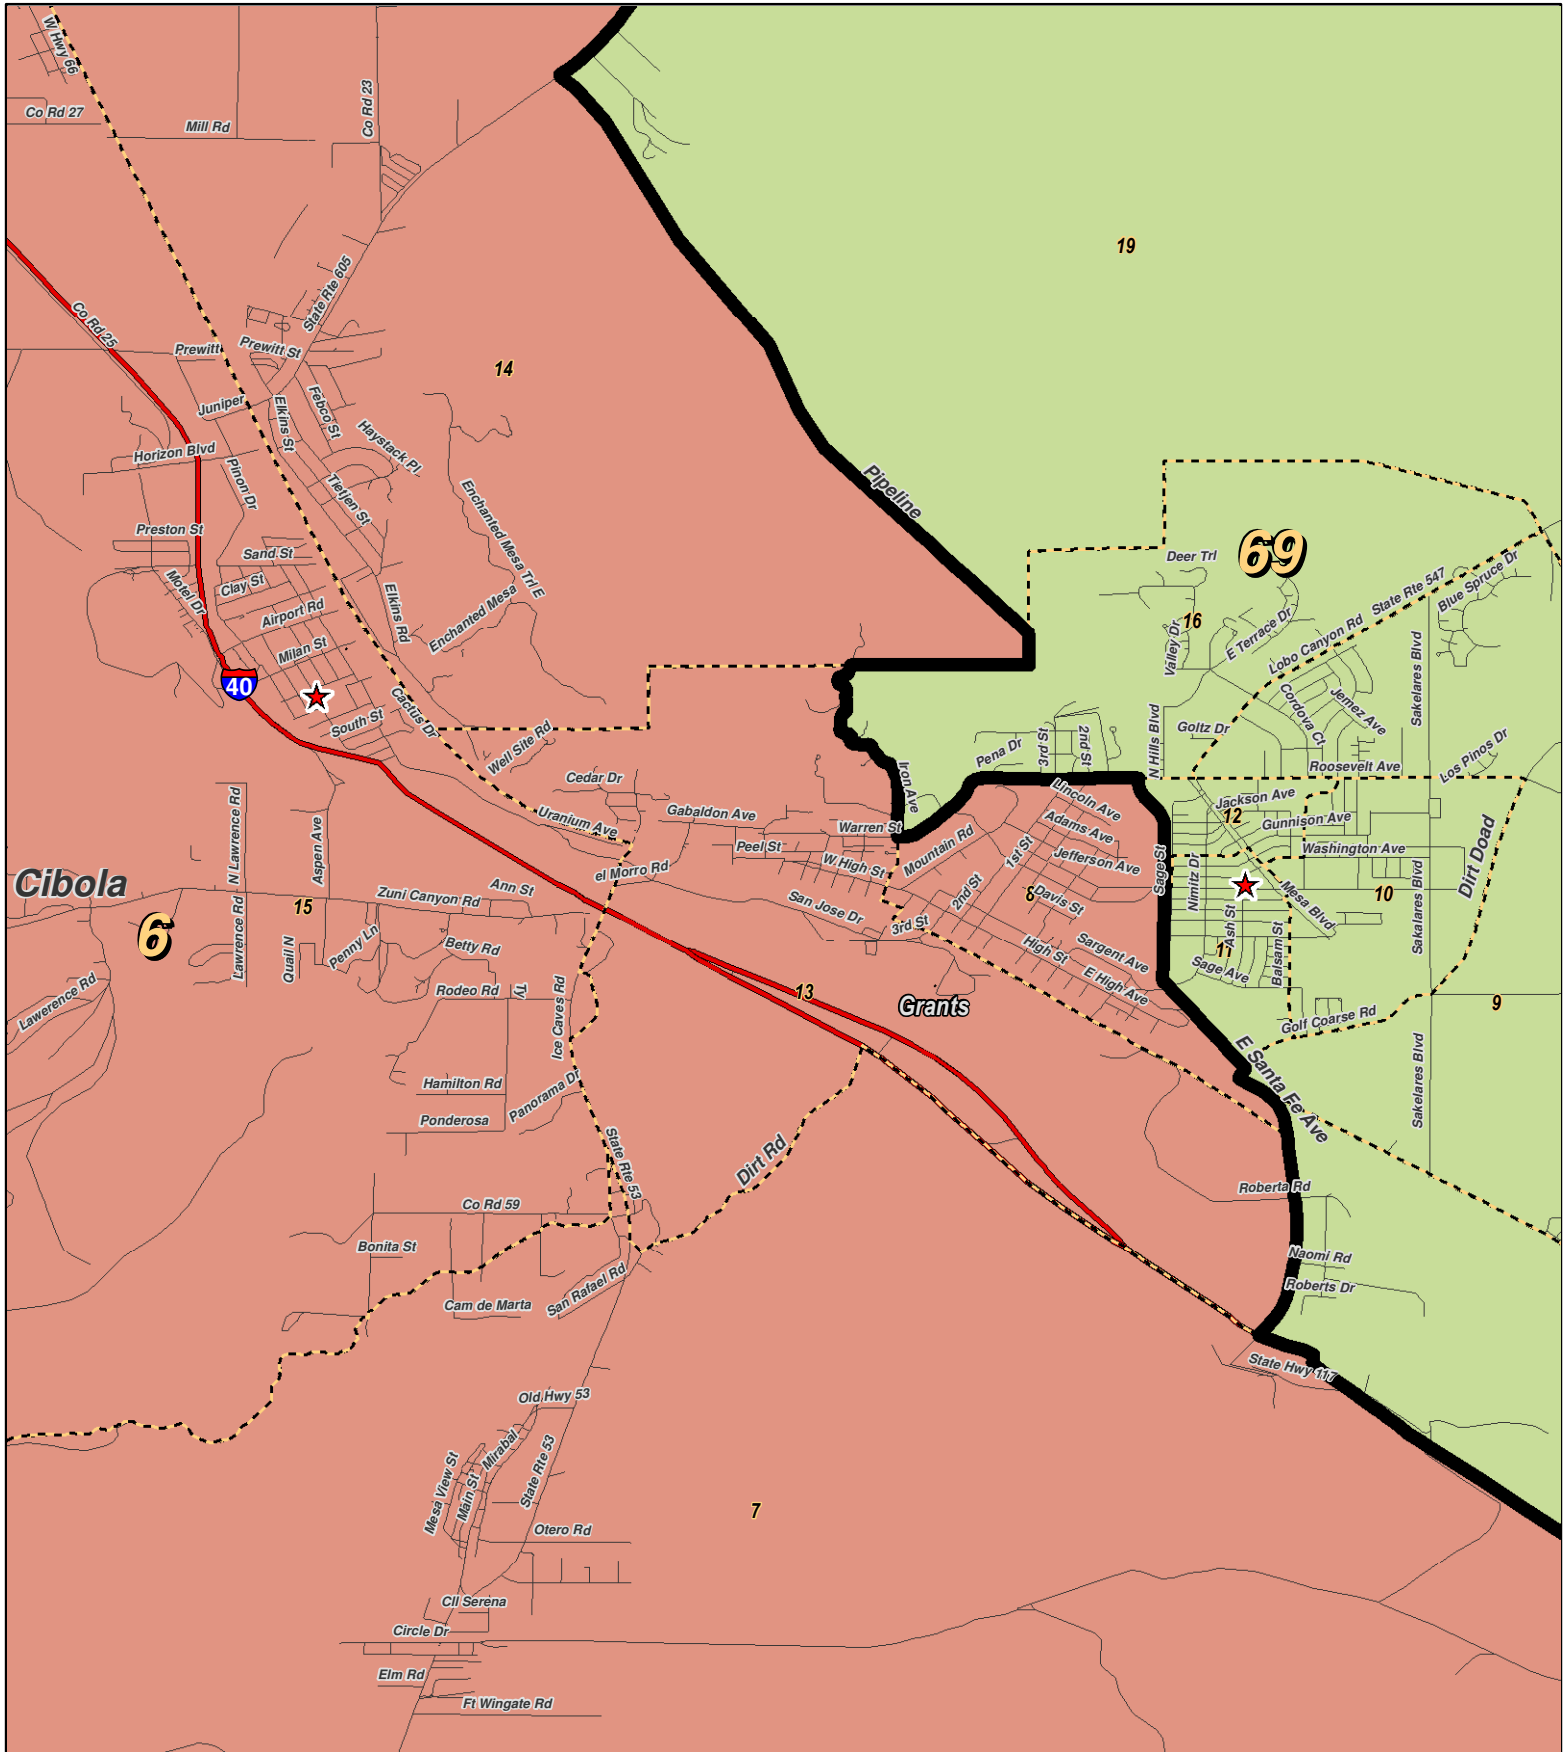 W Hwy 66
Co Rd 27
Mill Rd
Co Rd 23
19
State Rte 605
Co Rd 25
Prewitt
Prewitt St
14
Juniper
Elkins St
Febco St
Haystack Pl
Horizon Blvd
Pinon Dr
Tietjen St
Enchanted Mesa Trl E
Pipeline
Preston St
Sand St
69
Deer Trl
State Rte 547
Blue Spruce Dr
Motel Dr
Clay St
Airport Rd
Elkins Rd
Enchanted Mesa
16
Valley Dr
E Terrace Dr
Lobo Canyon Rd
Milan St
Sakelares Blvd
40
Cactus Dr
South St
Cordova Ct
Jemez Ave
N Hills Blvd
Goltz Dr
Well Site Rd
Pena Dr
3rd St
2nd St
Los Pinos Dr
Roosevelt Ave
Cedar Dr
Iron Ave
Lincoln Ave
Jackson Ave
N Lawrence Rd
Uranium Ave
Gabaldon Ave
Warren St
Adams Ave
12
Gunnison Ave
Aspen Ave
Peel St
W High St
Mountain Rd
1st St
Jefferson Ave
Sage St
Washington Ave
Dirt Doad
Cibola
el Morro Rd
Nimitz Dr
Zuni Canyon Rd
Ann St
15
San Jose Dr
2nd St
8
Davis St
Mesa Blvd
10
Sakalares Blvd
6
Lawrence Rd
Quail N
Penny Ln
Betty Rd
3rd St
High St
Sargent Ave
E High Ave
11
Ash St
Sage Ave
Balsam St
Lawerence Rd
Rodeo Rd
Ty
Ice Caves Rd
13
Grants
9
Golf Coarse Rd
E Santa Fe Ave
Sakelares Blvd
Hamilton Rd
Panorama Dr
Ponderosa
State Rte 53
Dirt Rd
Roberta Rd
Co Rd 59
Bonita St
Naomi Rd
Roberts Dr
Cam de Marta
San Rafael Rd
State Hwy 117
Old Hwy 53
Mirabal
Mesa View St
Main St
State Rte 53
7
Otero Rd
Cll Serena
Circle Dr
Elm Rd
Ft Wingate Rd